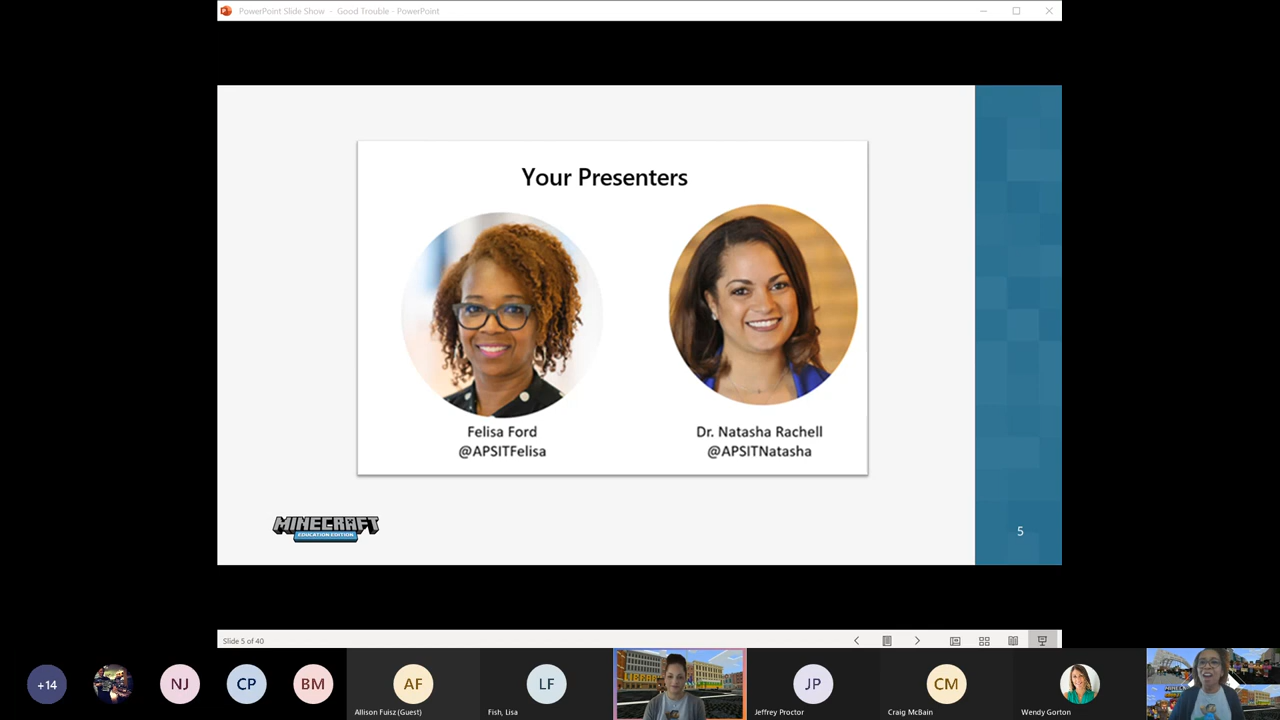 PowerPoint Slide Show - Good Trouble - PowerPoint
Your Presenters
Felisa Ford
@APSITFelisa
Dr. Natasha Rachell
@APSITNatasha
MINECRAFT
EDUCATION EDITION
5
Slide 5 of 40
+14
NJ
CP
BM
AF
Allison Fuisz (Guest)
LF
Fish, Lisa
JP
Jeffrey Proctor
CM
Craig McBain
Wendy Gorton